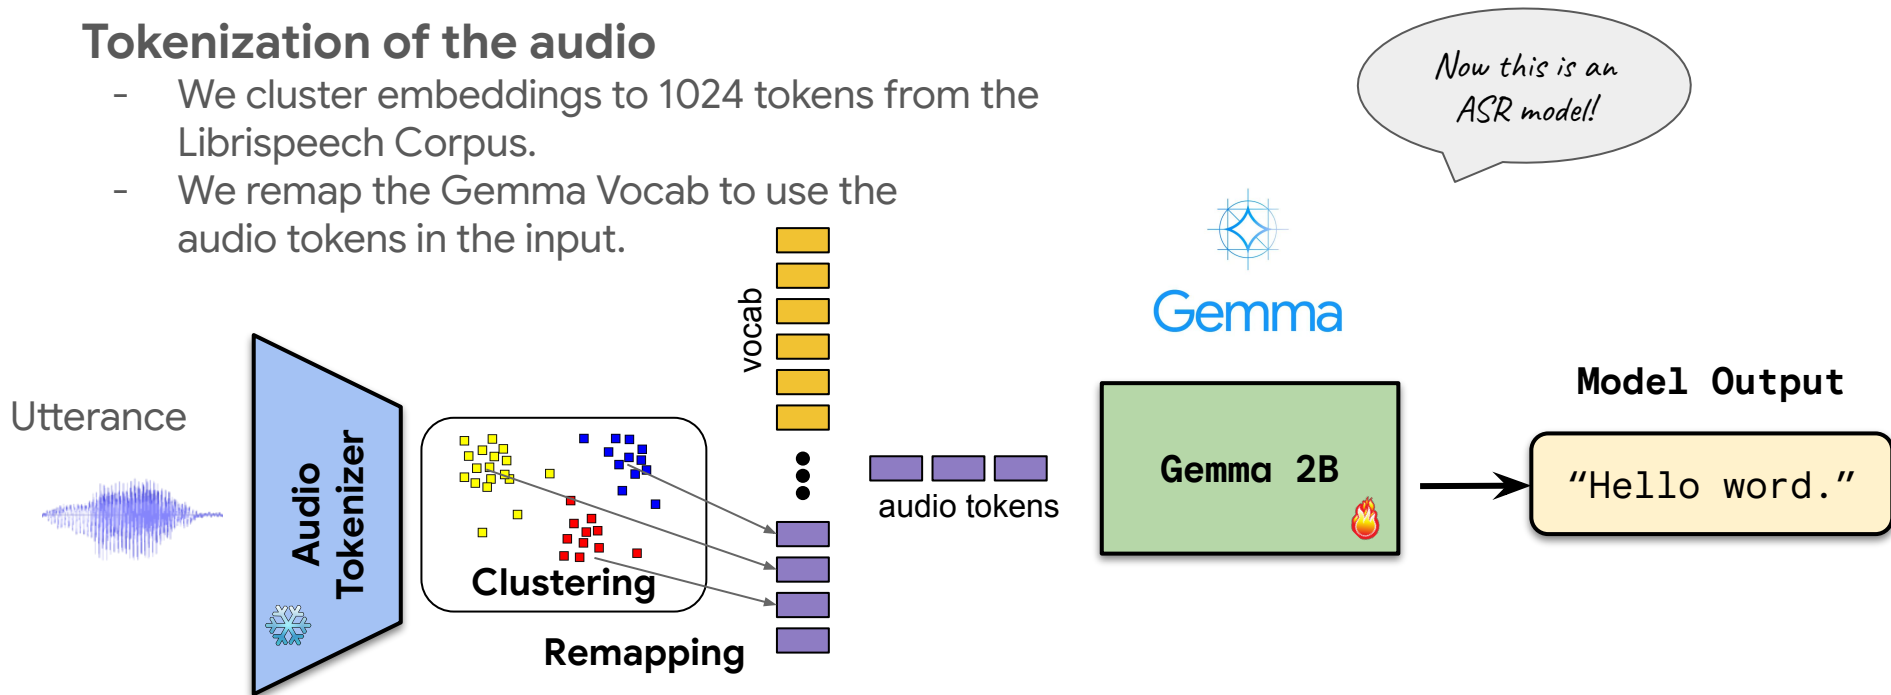 Tokenization of the audio
- We cluster embeddings to 1024 tokens from the
Librispeech Corpus.
- We remap the Gemma Vocab to use the
audio tokens in the input.
Now this is an
ASR model!
Gemma
vocab
Utterance
Audio
Tokenizer
Clustering
Remapping
audio tokens
Gemma 2B
Model Output
“Hello word.”